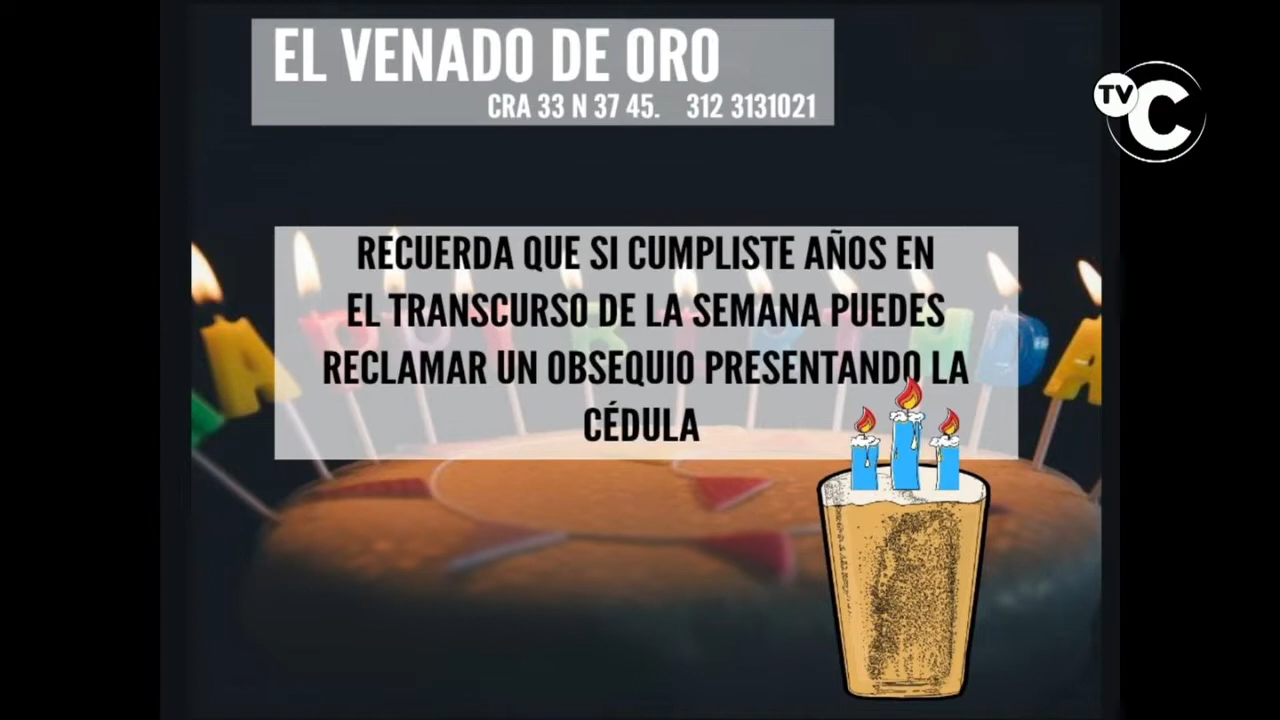 EL VENADO DE ORO
CRA 33 N 37 45. 312 3131021
TV C
RECUERDA QUE SI CUMPLISTE AÑOS EN
EL TRANSCURSO DE LA SEMANA PUEDES
RECLAMAR UN OBSEQUIO PRESENTANDO LA
CÉDULA